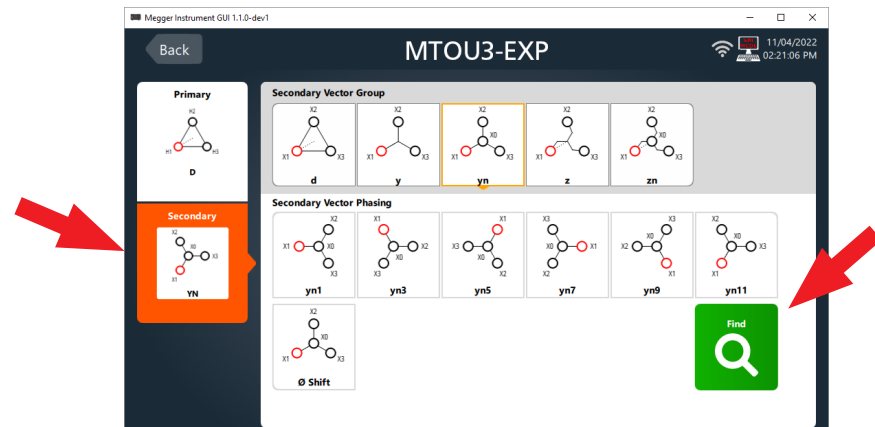 Megger Instrument GUI 1.1.0-dev1
Back
MTOU3-EXP
11/04/2022
02:21:06 PM
Primary
H2
H1
H3
D
Secondary
X2
X0
X3
X1
YN
Secondary Vector Group
X2
X1
X3
d
X2
X1
X3
y
X2
X0
X1
X3
yn
X2
X1
X3
z
X2
X0
X1
X3
zn
Secondary Vector Phasing
X2
X1
X0
X3
yn1
X1
X2
X0
X3
yn3
X1
X3
X0
X2
yn5
X3
X0
X1
X2
yn7
X3
X0
X2
X1
yn9
X2
X0
X3
X1
yn11
X2
X0
X1
X3
Ø Shift
Find